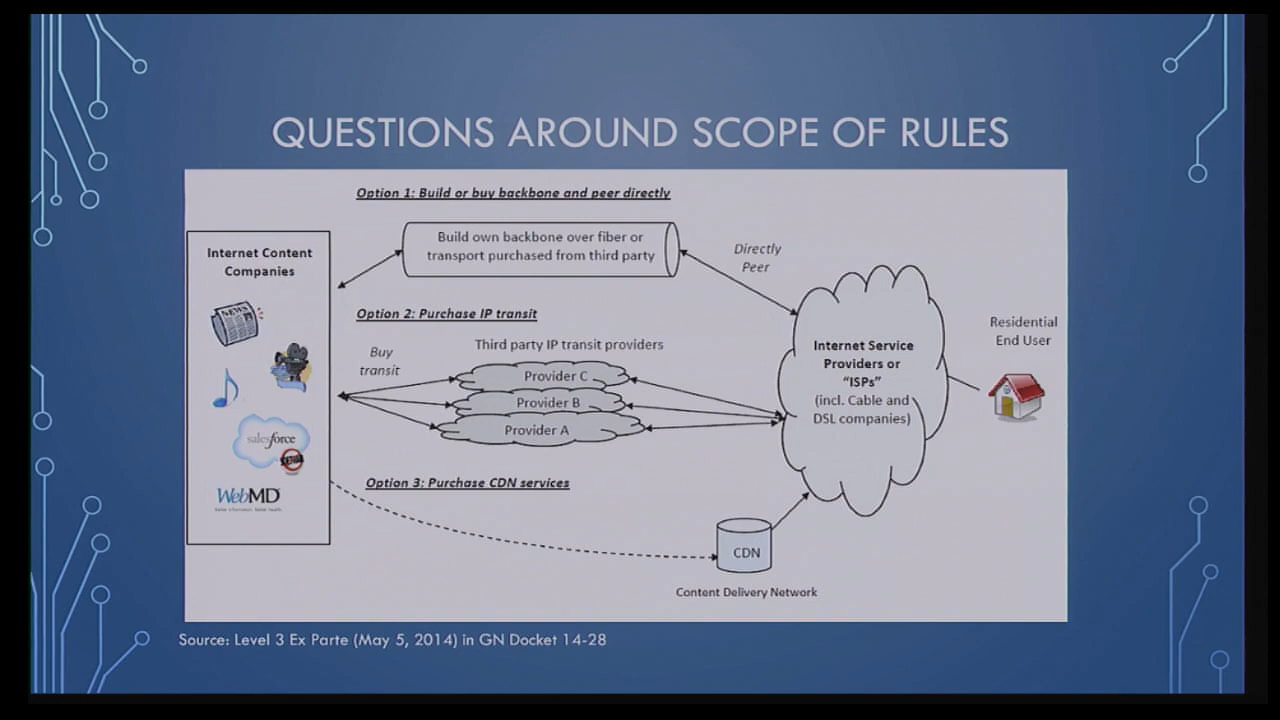 QUESTIONS AROUND SCOPE OF RULES
Option 1: Build or buy backbone and peer directly
Internet Content
Companies
Build own backbone over fiber or
transport purchased from third party
Directly
Peer
NEWS
Option 2: Purchase IP transit
Buy
transit
Third party IP transit providers
Provider C
Provider B
Provider A
Internet Service
Providers or
"ISPs"
(incl. Cable and
DSL companies)
Residential
End User
salesforce
WebMD
Option 3: Purchase CDN services
CDN
Content Delivery Network
Source: Level 3 Ex Parte (May 5, 2014) in GN Docket 14-28